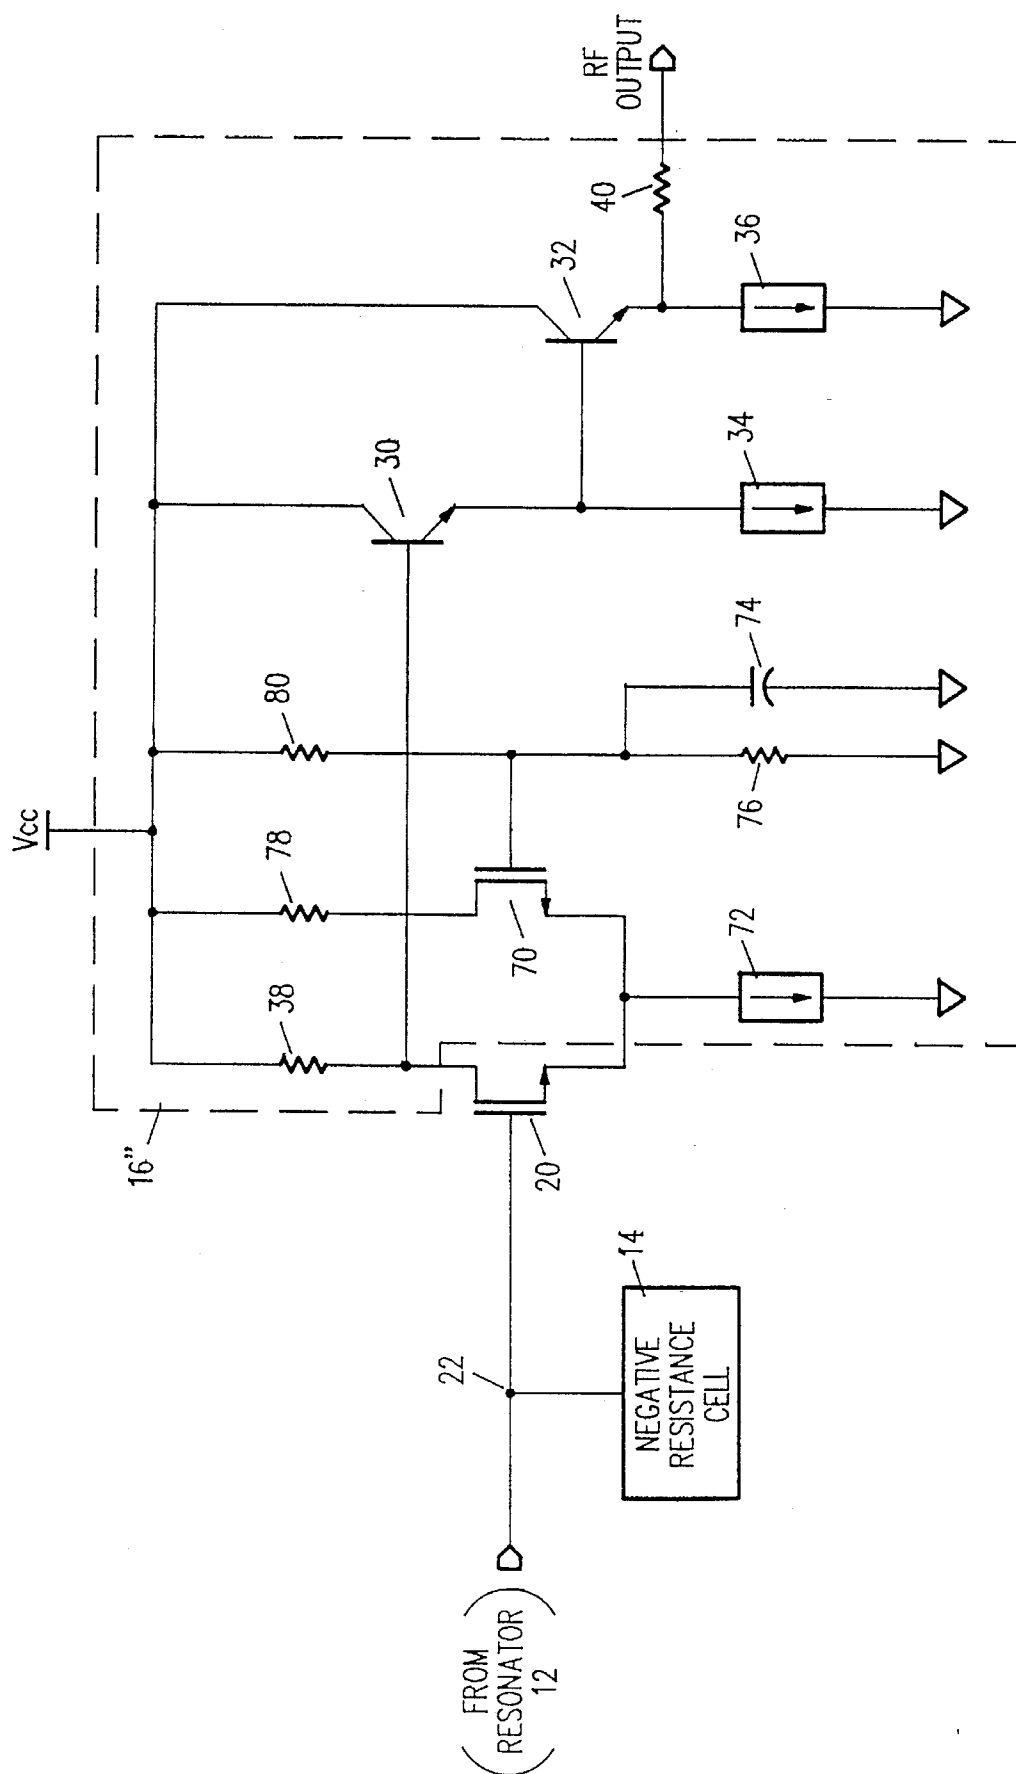 Vcc
16”
38
78
80
30
32
40
RF
OUTPUT
20
70
72
76
74
34
36
22
14
NEGATIVE
RESISTANCE
CELL
FROM
RESONATOR
12